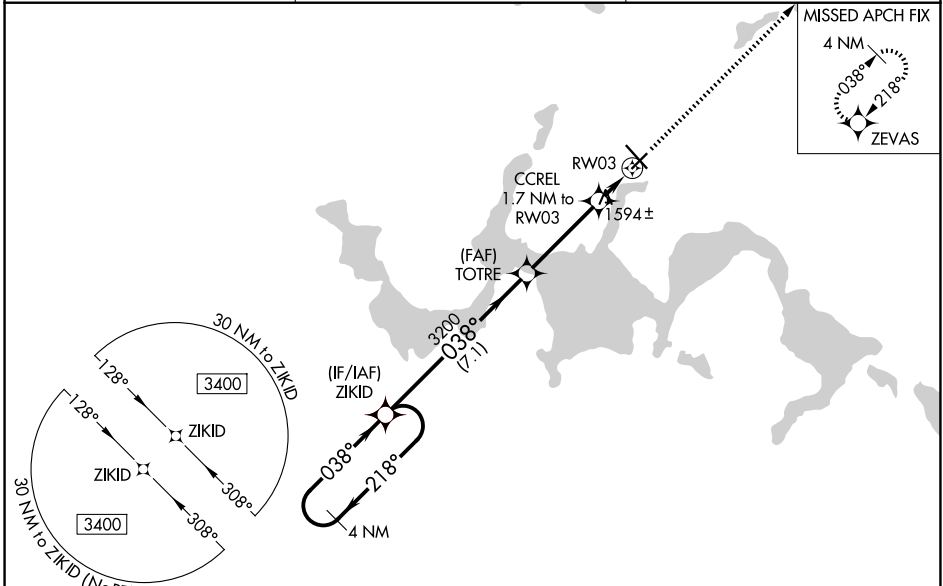 MISSED APCH FIX
4 NM
038°
218°
ZEVAS
RW03
CCREL
1.7 NM to
RW03
1594±
(FAF)
TOTRE
3200
038°
(7.1)
(IF/IAF)
ZIKID
038°
218°
4 NM
30 NM to ZIKID
128°
3400
ZIKID
308°
128°
ZIKID
308°
3400
30 NM to ZIKID